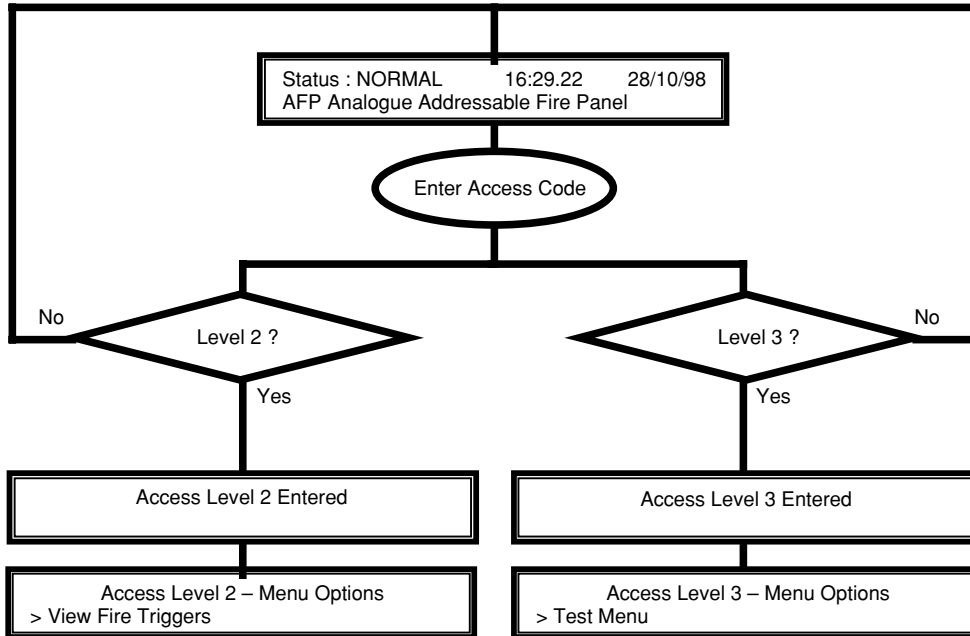 Status : NORMAL 16:29.22 28/10/98
AFP Analogue Addressable Fire Panel
Enter Access Code
No
Level 2 ?
Level 3 ?
No
Yes
Yes
Access Level 2 Entered
Access Level 3 Entered
Access Level 2 – Menu Options
> View Fire Triggers
Access Level 3 – Menu Options
> Test Menu